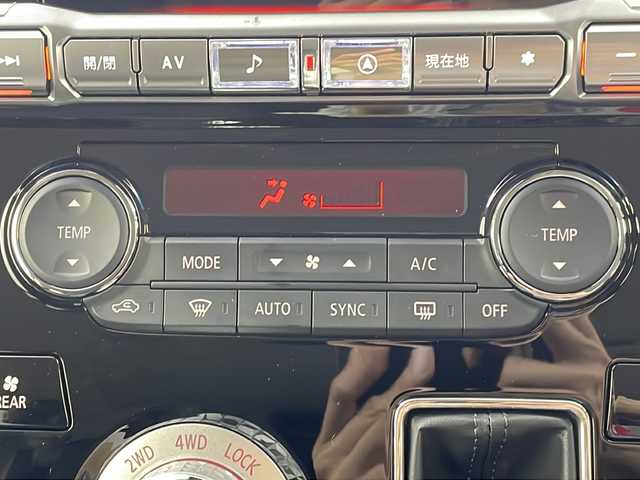 開/閉 AV 現在地
TEMP TEMP
MODE A/C
AUTO SYNC OFF
REAR
2WD 4WD LOCK